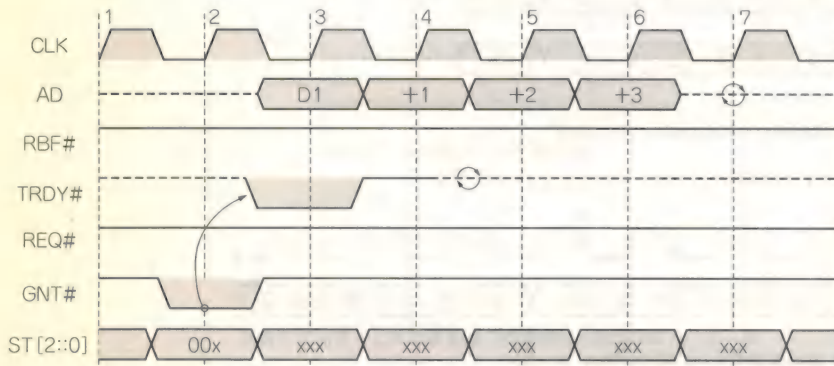 1 2 3 4 5 6 7
CLK
AD D1 +1 +2 +3
RBF#
TRDY#
REQ#
GNT#
ST[2::0] 00x xxx xxx xxx xxx xxx